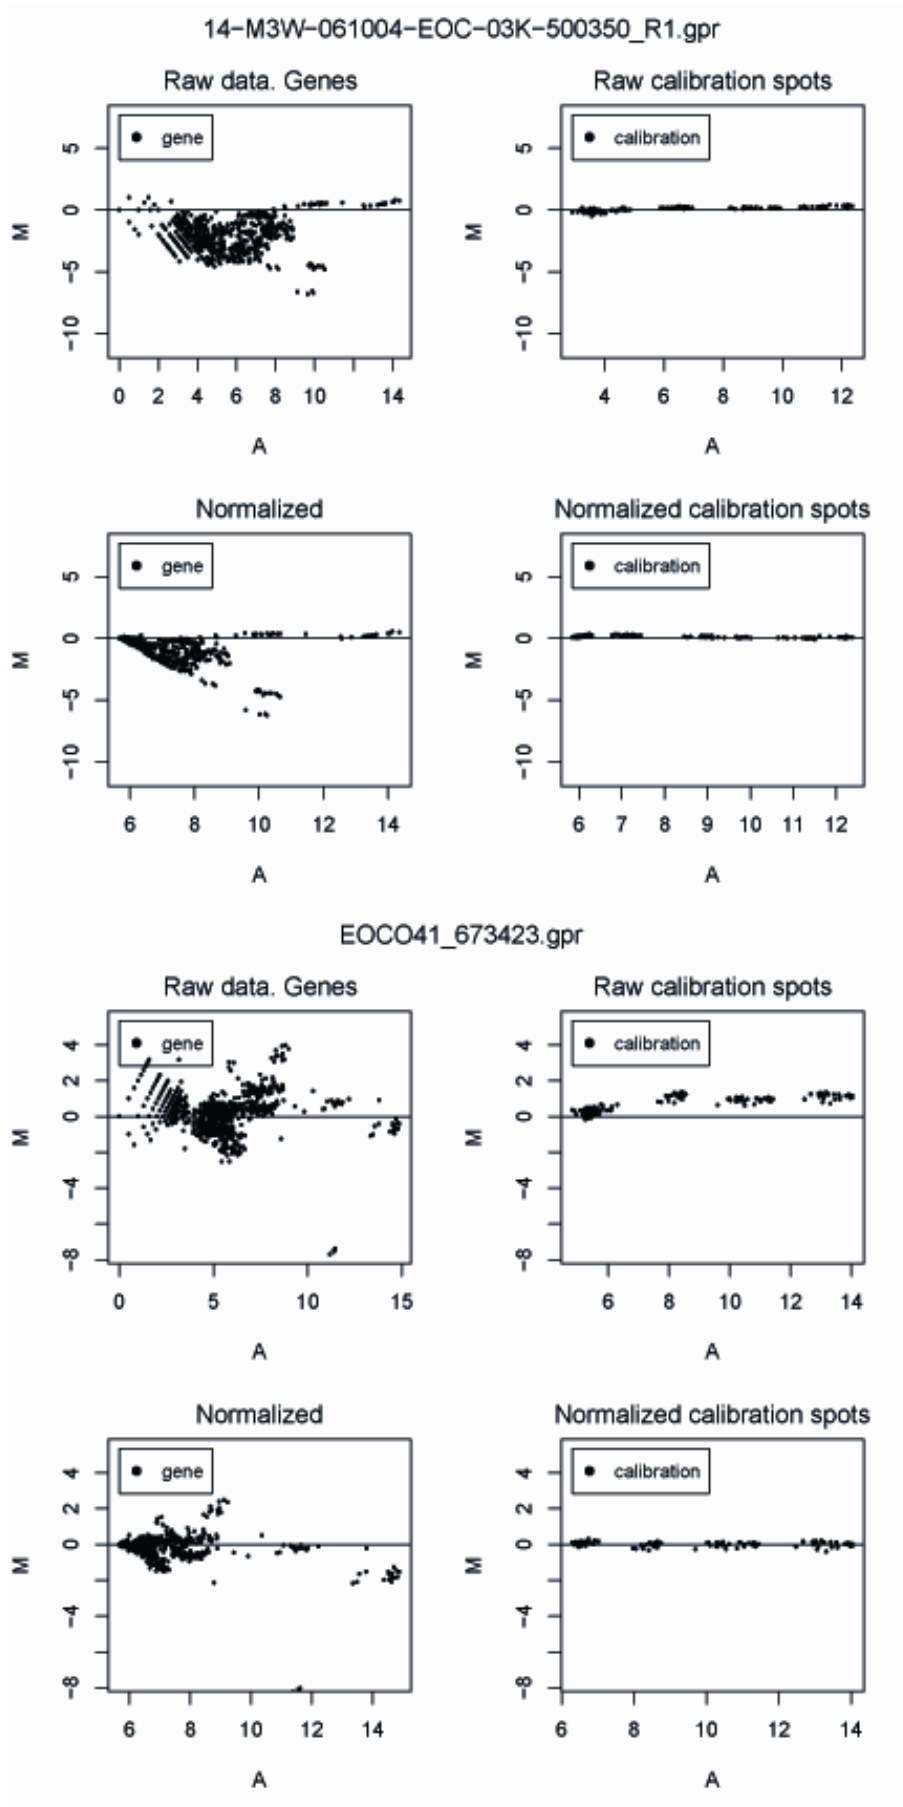 14-M3W-061004-EOC-03K-500350_R1.gpr
Raw data. Genes
Raw calibration spots
gene
calibration
5
0
-5
-10
M
5
0
-5
-10
M
0 2 4 6 8 10 14
4 6 8 10 12
A
A
Normalized
Normalized calibration spots
gene
calibration
5
0
-5
-10
M
5
0
-5
-10
M
6 8 10 12 14
6 7 8 9 10 11 12
A
A
EOCO41_673423.gpr
Raw data. Genes
Raw calibration spots
gene
calibration
4
2
0
-4
-8
M
4
2
0
-4
-8
M
0 5 10 15
6 8 10 12 14
A
A
Normalized
Normalized calibration spots
gene
calibration
4
2
0
-4
-8
M
4
2
0
-4
-8
M
6 8 10 12 14
6 8 10 12 14
A
A